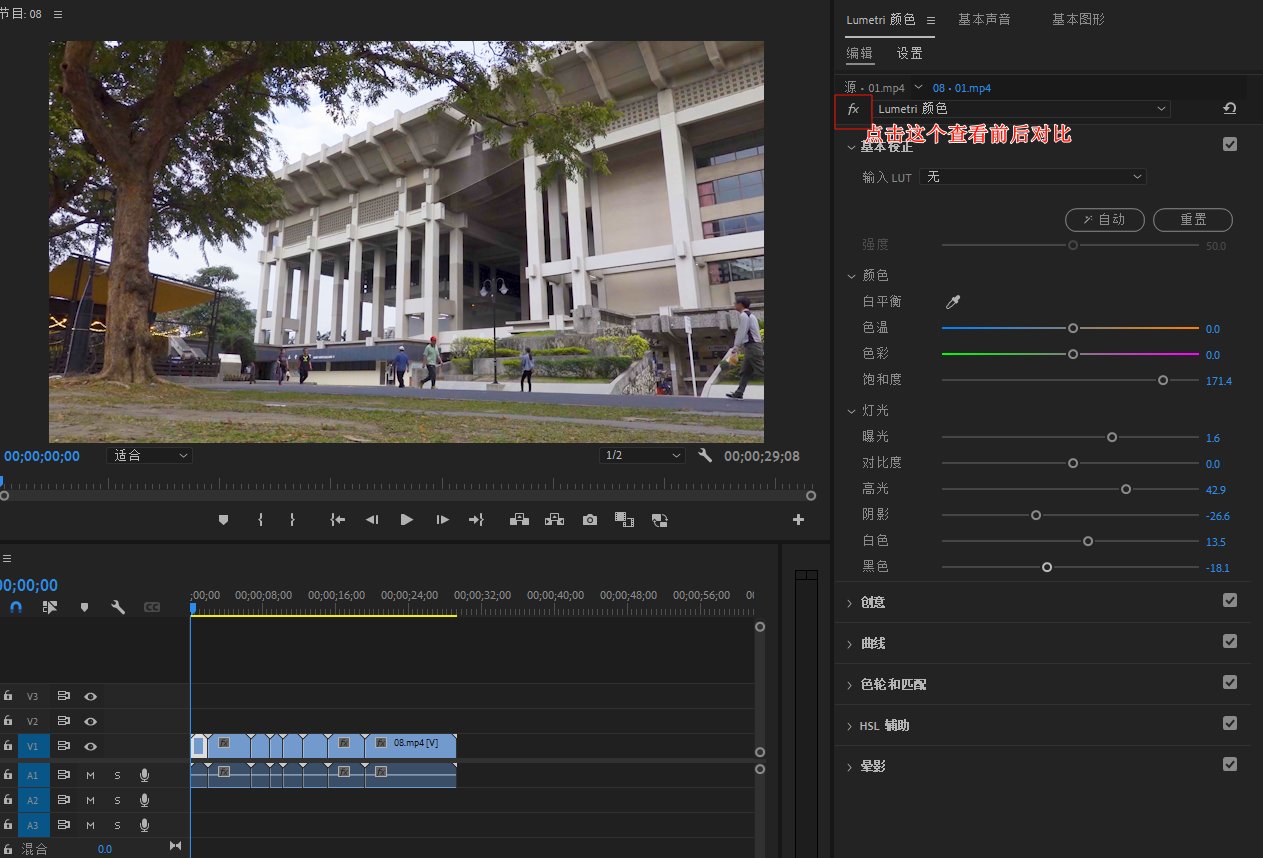 节目: 08
Lumetri 颜色
基本声音
基本图形
编辑
设置
源・01.mp4
08・01.mp4
fx
Lumetri 颜色
点击这个查看前后对比
基本校正
输入 LUT
无
自动
重置
强度
50.0
颜色
白平衡
色温
0.0
色彩
0.0
饱和度
171.4
灯光
曝光
1.6
对比度
0.0
高光
42.9
阴影
-26.6
白色
13.5
黑色
-18.1
创意
曲线
色轮和匹配
HSL 辅助
晕影
00;00;00;00
适合
1/2
00;00;29;08
00;00;00
;00;00
00;00;08;00
00;00;16;00
00;00;24;00
00;00;32;00
00;00;40;00
00;00;48;00
00;00;56;00
00
CC
V3
V2
V1
fx
fx
fx
08.mp4 [V]
A1
M
S
fx
fx
fx
A2
M
S
A3
M
S
混合
0.0